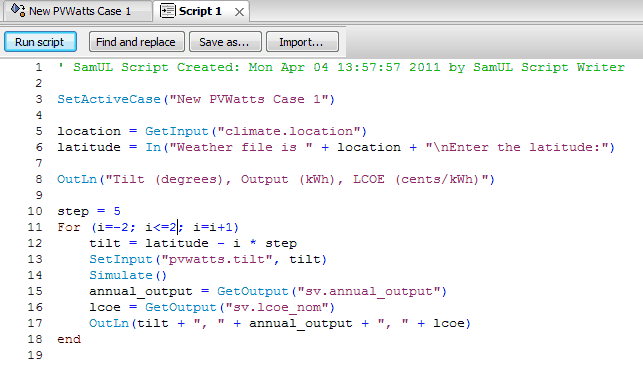 New PVWatts Case 1
Script 1
Run script
Find and replace
Save as...
Import...
1 ' SamUL Script Created: Mon Apr 04 13:57:57 2011 by SamUL Script Writer
2
3 SetActiveCase("New PVWatts Case 1")
4
5 location = GetInput("climate.location")
6 latitude = In("Weather file is " + location + "\nEnter the latitude:")
7
8 OutLn("Tilt (degrees), Output (kWh), LCOE (cents/kWh)")
9
10 step = 5
11 For (i=-2; i<=2; i=i+1)
12     tilt = latitude - i * step
13     SetInput("pvwatts.tilt", tilt)
14     Simulate()
15     annual_output = GetOutput("sv.annual_output")
16     lcoe = GetOutput("sv.lcoe_nom")
17     OutLn(tilt + ", " + annual_output + ", " + lcoe)
18 end
19